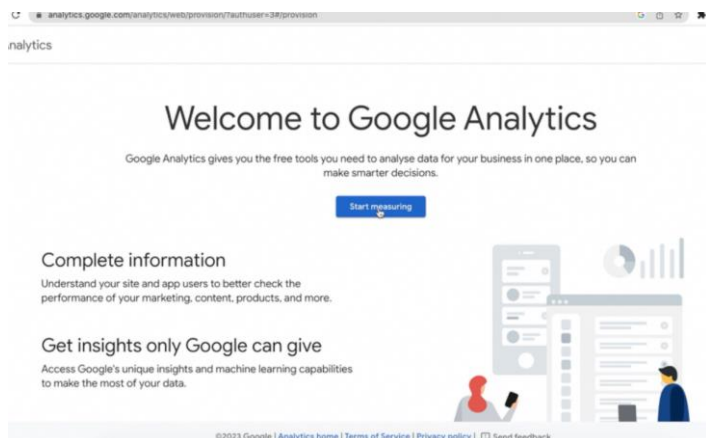 analytics.google.com/analytics/web/provision/?authuser=3#/provision
nalytics
Welcome to Google Analytics
Google Analytics gives you the free tools you need to analyse data for your business in one place, so you can
make smarter decisions.
Start measuring
Complete information
Understand your site and app users to better check the
performance of your marketing, content, products, and more.
Get insights only Google can give
Access Google's unique insights and machine learning capabilities
to make the most of your data.
©2023 Google | Analytics home | Terms of Service | Privacy policy | Send feedback